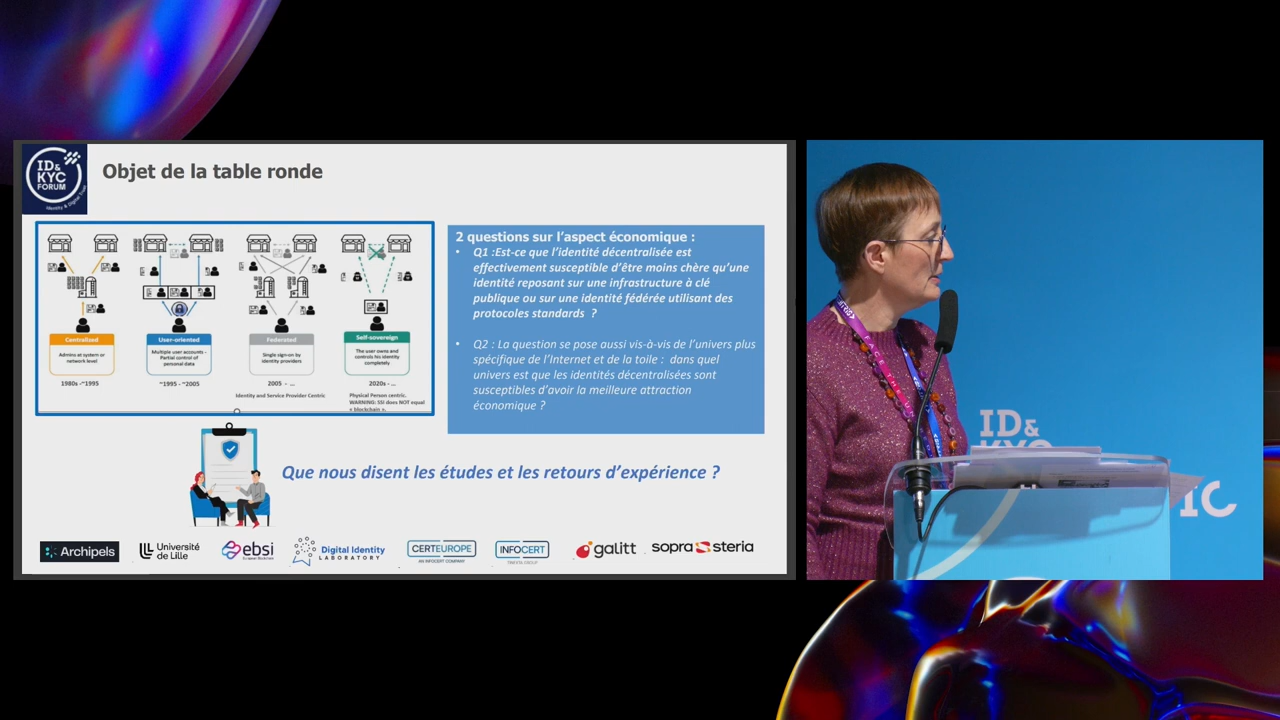 ID&
KYC
FORUM
Identity & Digital Trust
Objet de la table ronde
Centralized
Admins at system or
network level
1980s -~1995
User-oriented
Multiple user accounts -
Partial control of
personal data
~1995 - ~2005
Federated
Single sign-on by
identity providers
2005 - ...
Identity and Service Provider Centric
Self-sovereign
The user owns and
controls his identity
completely
2020s - ...
Physical Person centric.
WARNING: SSI does NOT equal
« blockchain ».
2 questions sur l'aspect économique :
• Q1 :Est-ce que l'identité décentralisée est
effectivement susceptible d'être moins chère qu'une
identité reposant sur une infrastructure à clé
publique ou sur une identité fédérée utilisant des
protocoles standards ?
• Q2 : La question se pose aussi vis-à-vis de l'univers plus
spécifique de l'Internet et de la toile : dans quel
univers est que les identités décentralisées sont
susceptibles d'avoir la meilleure attraction
économique ?
Que nous disent les études et les retours d'expérience ?
Archipels
Université
de Lille
ebsi
Digital Identity
LABORATORY
CERTEUROPE
AN INFOCERT COMPANY
INFOCERT
TINEXTA GROUP
galitt
sopra steria
ID&
KYC